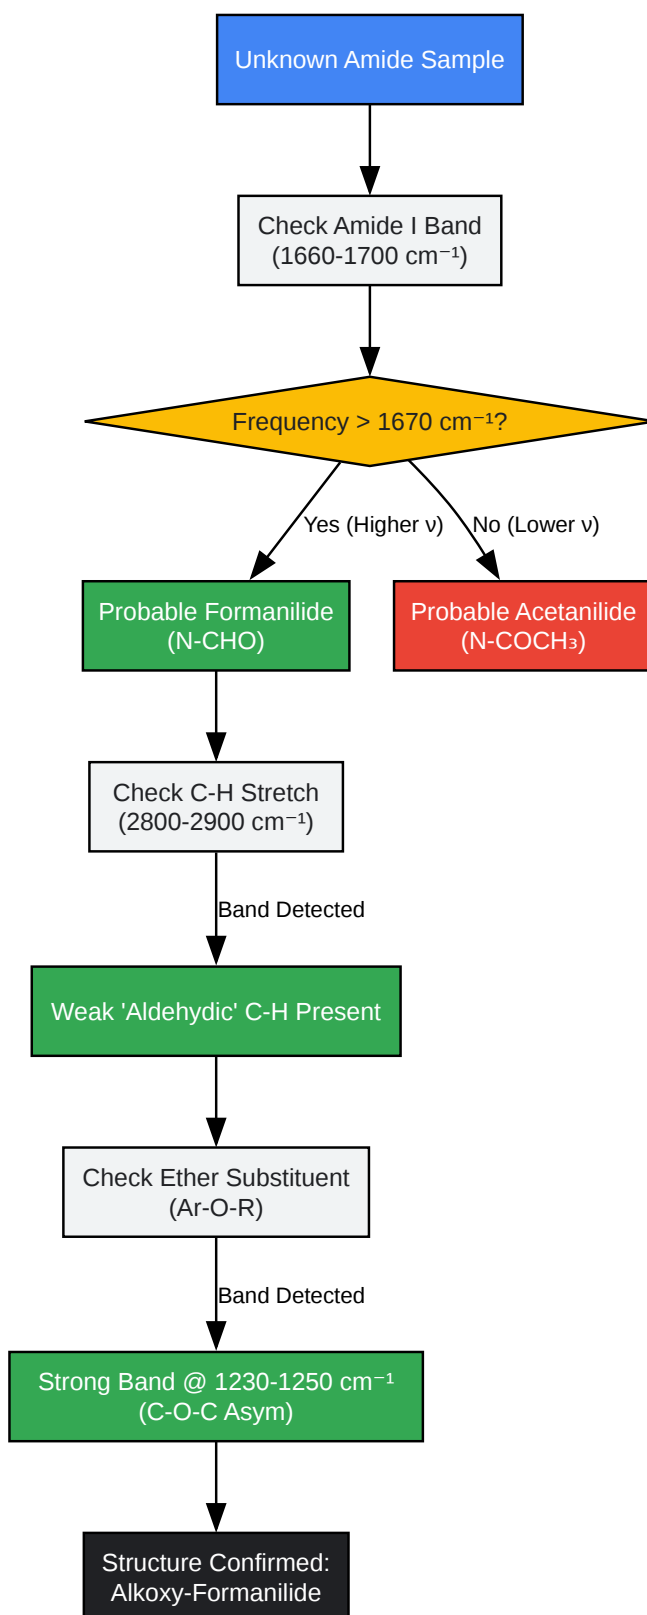 Unknown Amide Sample
Check Amide I Band
(1660-1700 cm⁻¹)
Frequency > 1670 cm⁻¹?
Yes (Higher ν)
No (Lower ν)
Probable Formanilide
(N-CHO)
Probable Acetanilide
(N-COCH₃)
Check C-H Stretch
(2800-2900 cm⁻¹)
Band Detected
Weak 'Aldehydic' C-H Present
Check Ether Substituent
(Ar-O-R)
Band Detected
Strong Band @ 1230-1250 cm⁻¹
(C-O-C Asym)
Structure Confirmed:
Alkoxy-Formanilide